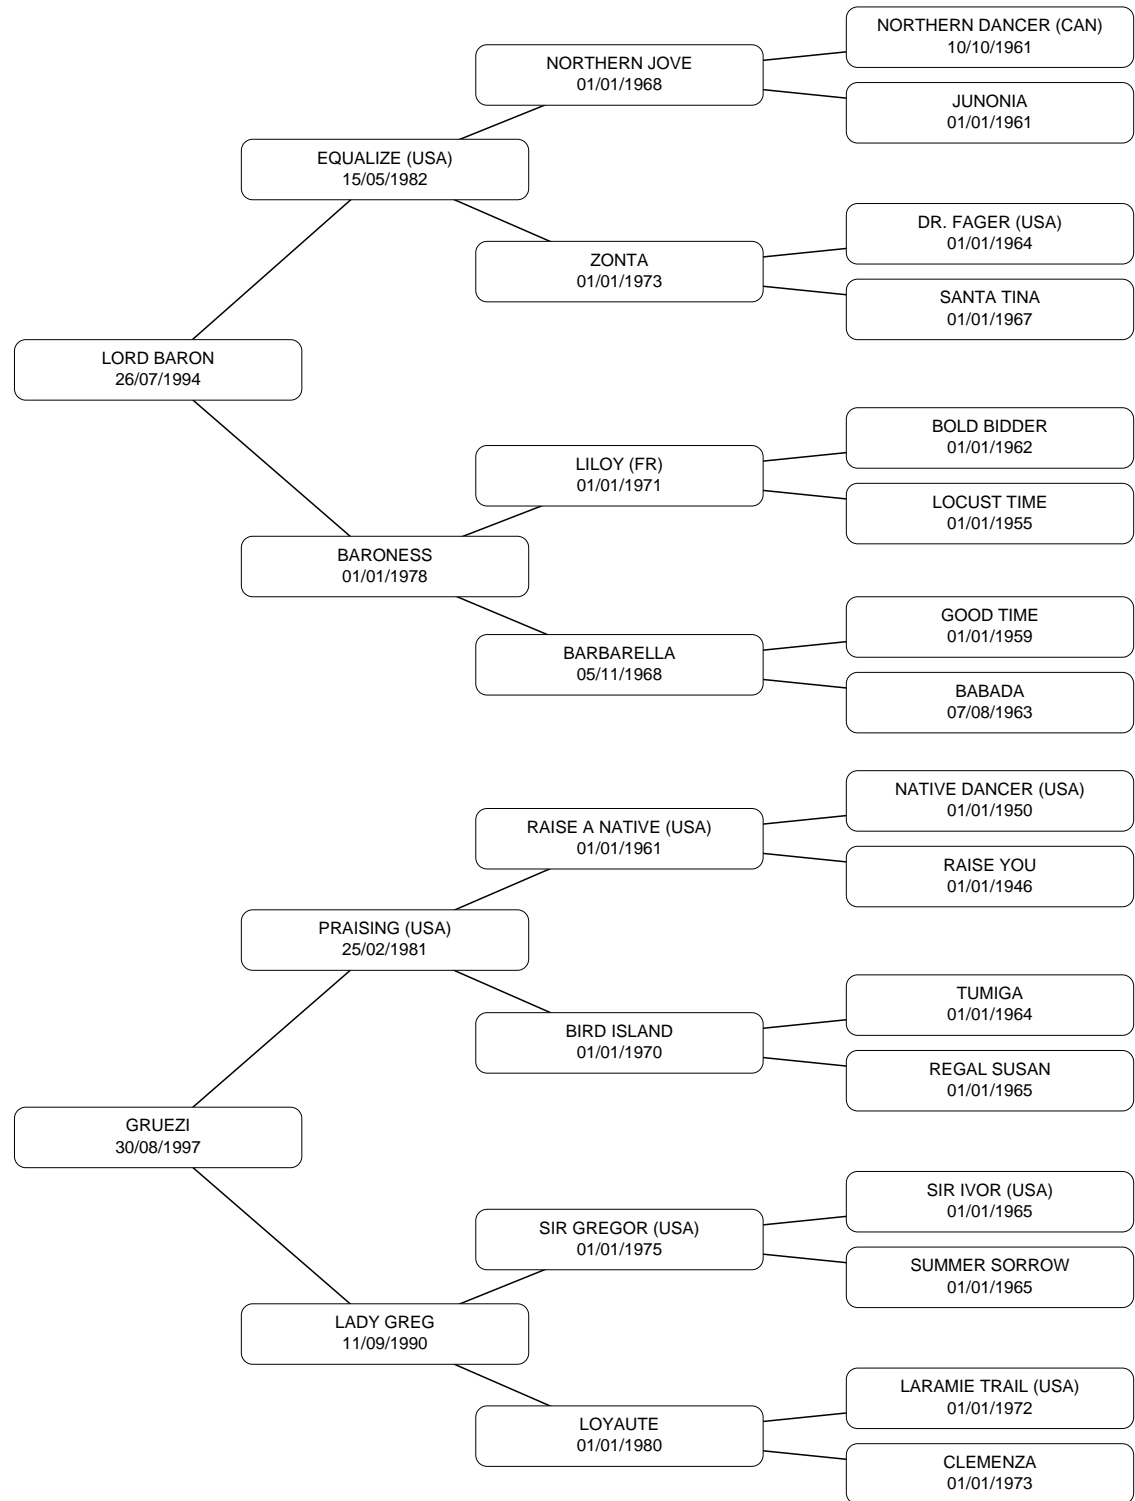 NORTHERN DANCER (CAN)
10/10/1961
NORTHERN JOVE
01/01/1968
JUNONIA
01/01/1961
EQUALIZE (USA)
15/05/1982
DR. FAGER (USA)
01/01/1964
ZONTA
01/01/1973
SANTA TINA
01/01/1967
LORD BARON
26/07/1994
BOLD BIDDER
01/01/1962
LILOY (FR)
01/01/1971
LOCUST TIME
01/01/1955
BARONESS
01/01/1978
GOOD TIME
01/01/1959
BARBARELLA
05/11/1968
BABADA
07/08/1963
NATIVE DANCER (USA)
01/01/1950
RAISE A NATIVE (USA)
01/01/1961
RAISE YOU
01/01/1946
PRAISING (USA)
25/02/1981
TUMIGA
01/01/1964
BIRD ISLAND
01/01/1970
REGAL SUSAN
01/01/1965
GRUEZI
30/08/1997
SIR IVOR (USA)
01/01/1965
SIR GREGOR (USA)
01/01/1975
SUMMER SORROW
01/01/1965
LADY GREG
11/09/1990
LARAMIE TRAIL (USA)
01/01/1972
LOYAUTE
01/01/1980
CLEMENZA
01/01/1973